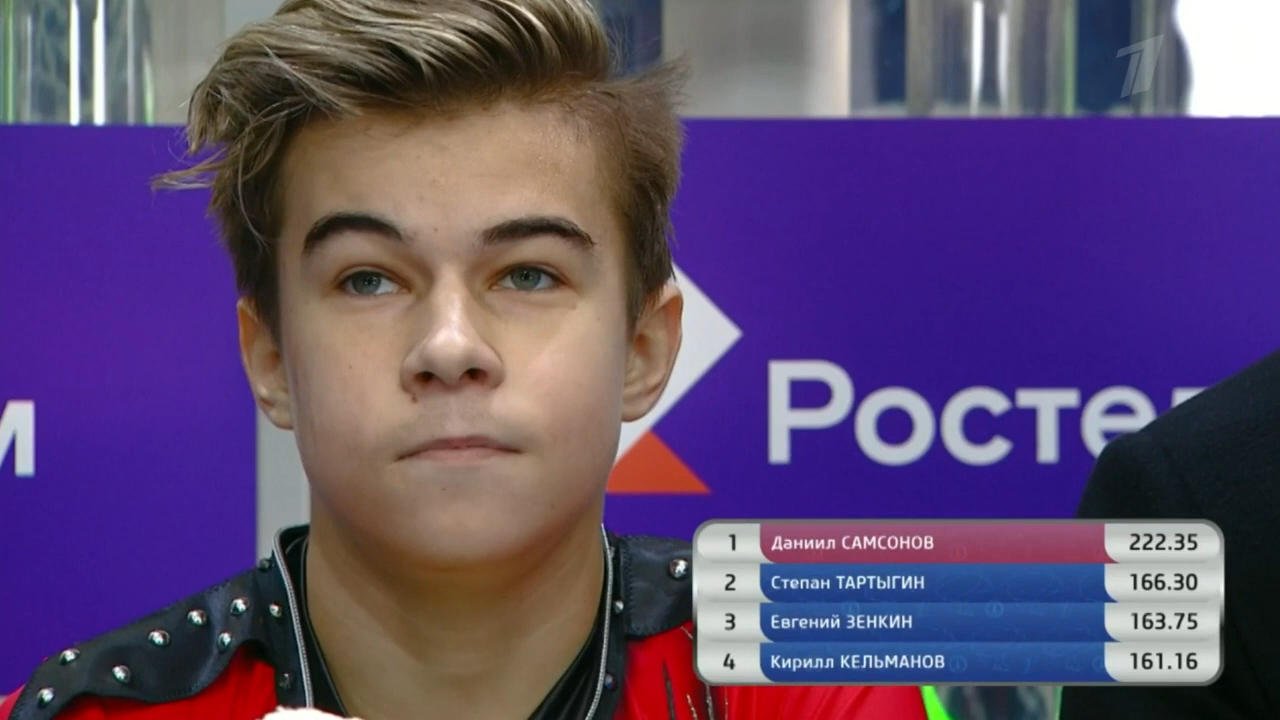 м
Росте
1 Даниил САМСОНОВ 222.35
2 Степан ТАРТЫГИН 166.30
3 Евгений ЗЕНКИН 163.75
4 Кирилл КЕЛЬМАНОВ 161.16